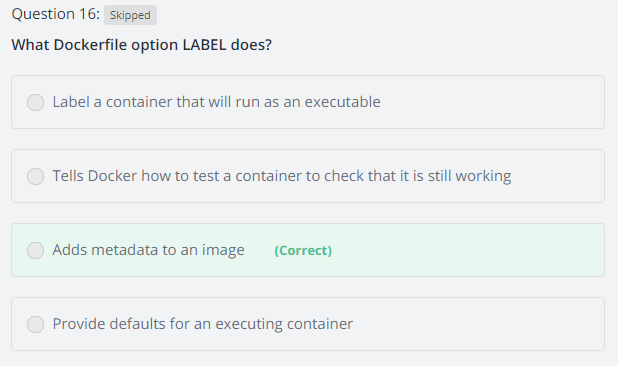 Question 16: Skipped
What Dockerfile option LABEL does?
Label a container that will run as an executable
Tells Docker how to test a container to check that it is still working
Adds metadata to an image (Correct)
Provide defaults for an executing container